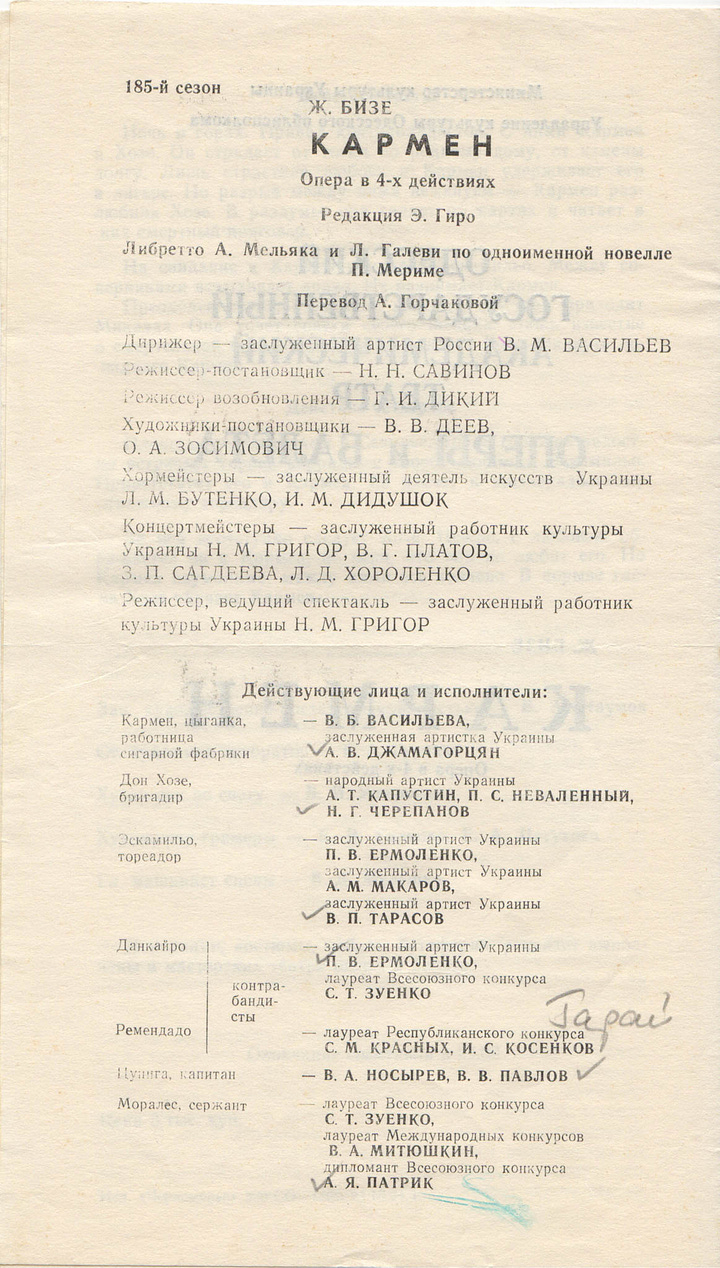 185-й сезон
Ж. БИЗЕ
КАРМЕН
Опера в 4-х действиях
Редакция Э. Гиро
Либретто А. Мельяка и Л. Галеви по одноименной новелле
П. Мериме
Перевод А. Горчаковой
Дирижер — заслуженный артист России В. М. ВАСИЛЬЕВ
Режиссер-постановщик — Н. Н. САВИНОВ
Режиссер возобновления — Г. И. ДИКИЙ
Художники-постановщики — В. В. ДЕЕВ,
О. А. ЗОСИМОВИЧ
Хормейстеры — заслуженный деятель искусств Украины
Л. М. БУТЕНКО, И. М. ДИДУШОК
Концертмейстеры — заслуженный работник культуры
Украины Н. М. ГРИГОР, В. Г. ПЛАТОВ,
З. П. САГДЕЕВА, Л. Д. ХОРОЛЕНКО
Режиссер, ведущий спектакль — заслуженный работник
культуры Украины Н. М. ГРИГОР
Действующие лица и исполнители:
Кармен, цыганка, — В. Б. ВАСИЛЬЕВА,
работница заслуженная артистка Украины
сигарной фабрики А. В. ДЖАМАГОРЦЯН
Дон Хозе, — народный артист Украины
бригадир А. Т. КАПУСТИН, П. С. НЕВАЛЕННЫЙ,
Н. Г. ЧЕРЕПАНОВ
Эскамильо, — заслуженный артист Украины
тореадор П. В. ЕРМОЛЕНКО,
заслуженный артист Украины
А. М. МАКАРОВ,
заслуженный артист Украины
В. П. ТАРАСОВ
Данкайро — заслуженный артист Украины
П. В. ЕРМОЛЕНКО,
лауреат Всесоюзного конкурса
С. Т. ЗУЕНКО
контра-
банди-
сты
Гарай
Ремендадо — лауреат Республиканского конкурса
С. М. КРАСНЫХ, И. С. КОСЕНКОВ
Цунига, капитан — В. А. НОСЫРЕВ, В. В. ПАВЛОВ
Моралес, сержант — лауреат Всесоюзного конкурса
С. Т. ЗУЕНКО,
лауреат Международных конкурсов
В. А. МИТЮШКИН,
дипломант Всесоюзного конкурса
А. Я. ПАТРИК